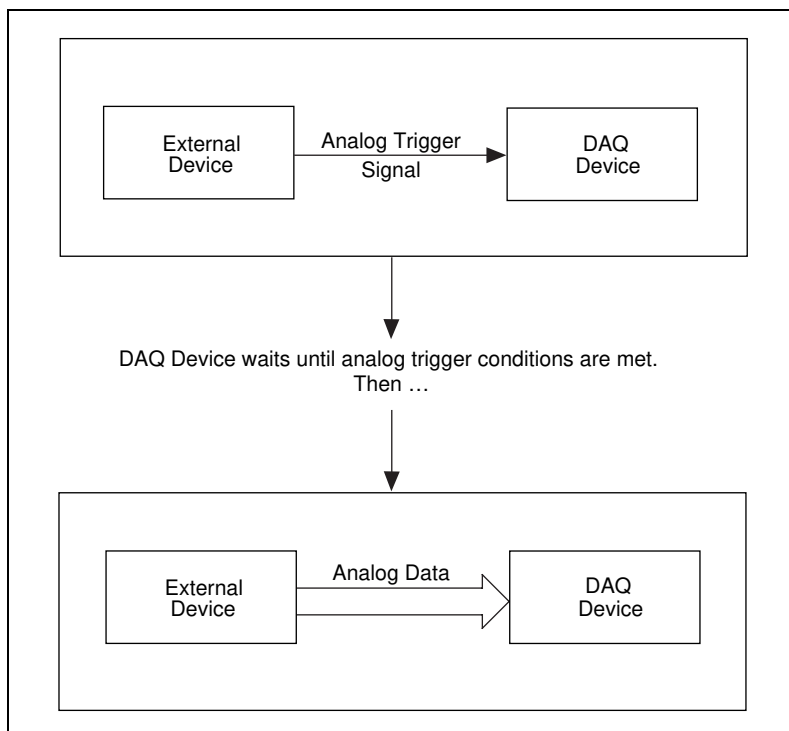 External
Device
Analog Trigger
Signal
DAQ
Device
DAQ Device waits until analog trigger conditions are met.
Then …
External
Device
Analog Data
DAQ
Device